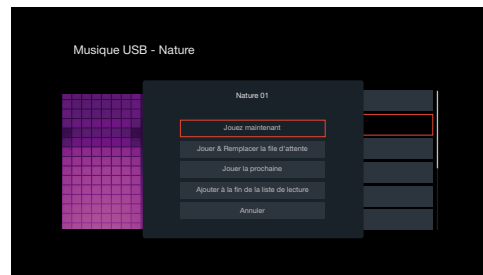 Musique USB - Nature
Nature 01
Jouez maintenant
Jouer & Remplacer la file d'attente
Jouer la prochaine
Ajouter à la fin de la liste de lecture
Annuler